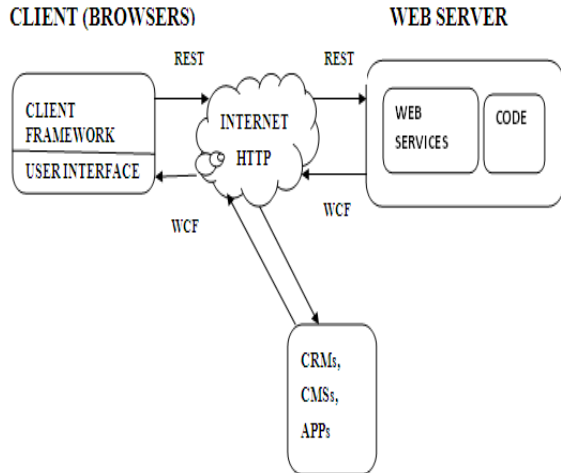 CLIENT (BROWSERS)
WEB SERVER
REST
REST
CLIENT
FRAMEWORK
USER INTERFACE
INTERNET
HTTP
WEB
SERVICES
CODE
WCF
WCF
CRMs,
CMSs,
APPs